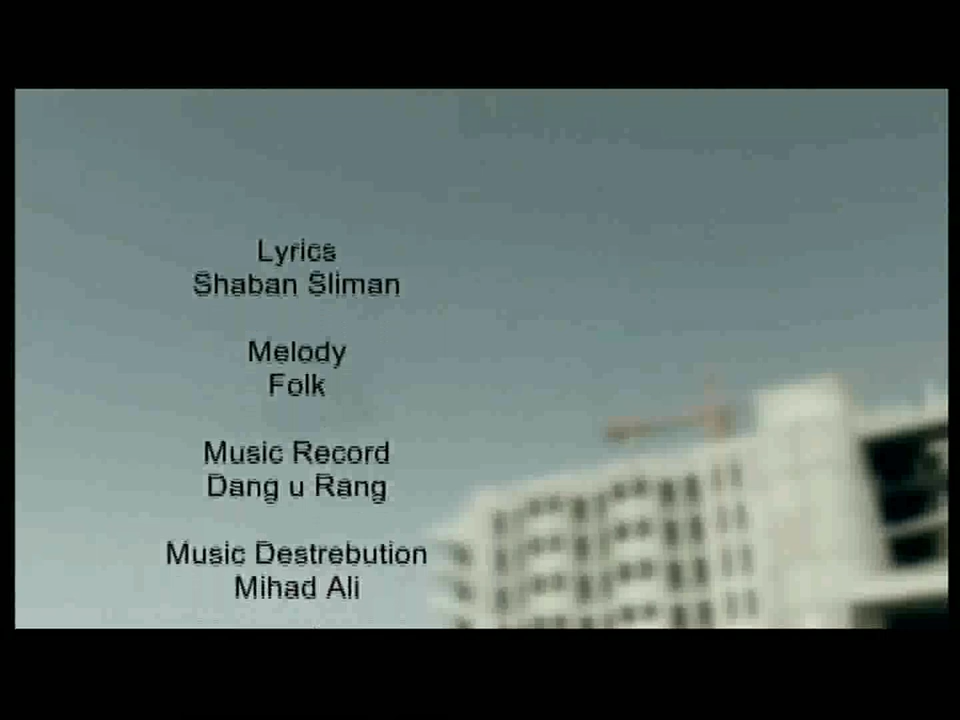 Lyrics
Shaban Sliman
Melody
Folk
Music Record
Dang u Rang
Music Destrebution
Mihad Ali